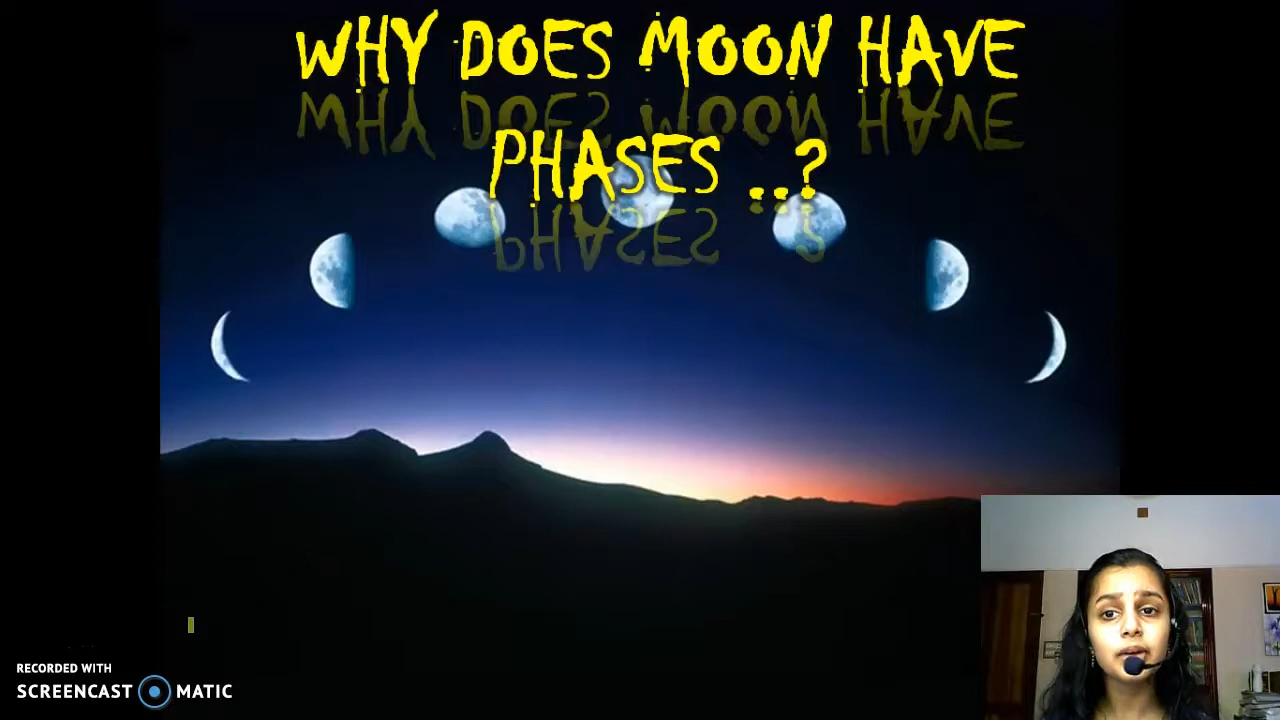 WHY DOES MOON HAVE
PHASES ..?
RECORDED WITH
SCREENCAST MATIC